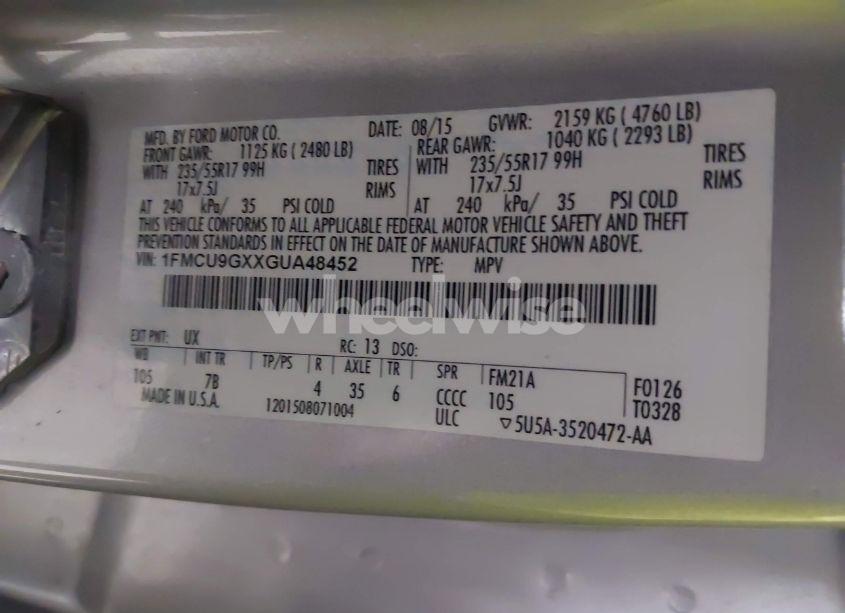 MFD. BY FORD MOTOR CO. DATE: 08/15 GVWR: 2159 KG ( 4760 LB)
FRONT GAWR: 1125 KG ( 2480 LB) REAR GAWR: 1040 KG ( 2293 LB)
WITH 235/55R17 99H TIRES WITH 235/55R17 99H TIRES
17x7.5J RIMS 17x7.5J RIMS
AT 240 kPa/ 35 PSI COLD AT 240 kPa/ 35 PSI COLD
THIS VEHICLE CONFORMS TO ALL APPLICABLE FEDERAL MOTOR VEHICLE SAFETY AND THEFT
PREVENTION STANDARDS IN EFFECT ON THE DATE OF MANUFACTURE SHOWN ABOVE.
VIN: 1FMCU9GXXGUA48452 TYPE: MPV
wheelwise
EXT PNT: UX RC: 13 DSO:
WB INT TR TP/PS R AXLE TR SPR FM21A F0126
105 7B 4 35 6 CCCC 105 T0328
MADE IN U.S.A. 1201508071004 ULC ▽5U5A-3520472-AA